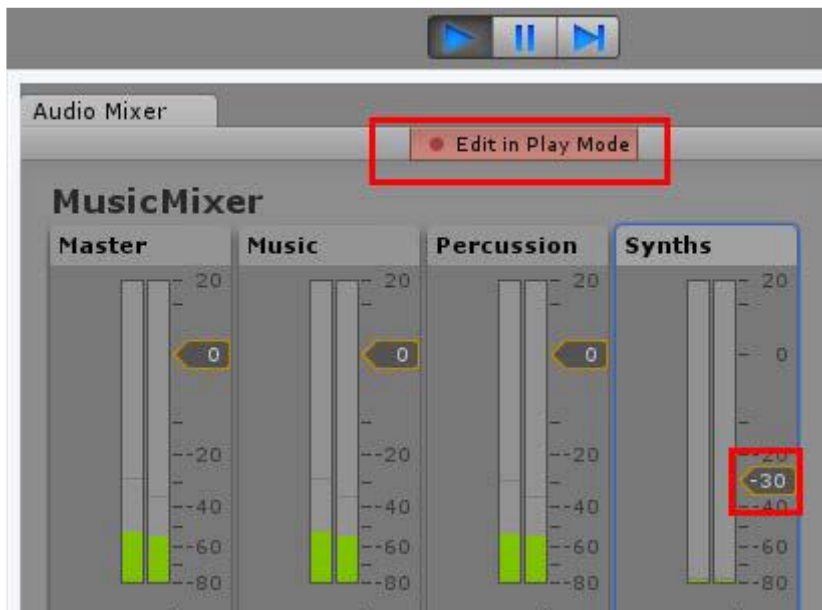 Audio Mixer
Edit in Play Mode
MusicMixer
Master Music Percussion Synths
20 20 20 20
0 0 0 0
-20 -20 -20 -20
-30
-40 -40 -40 -40
-60 -60 -60 -60
-80 -80 -80 -80